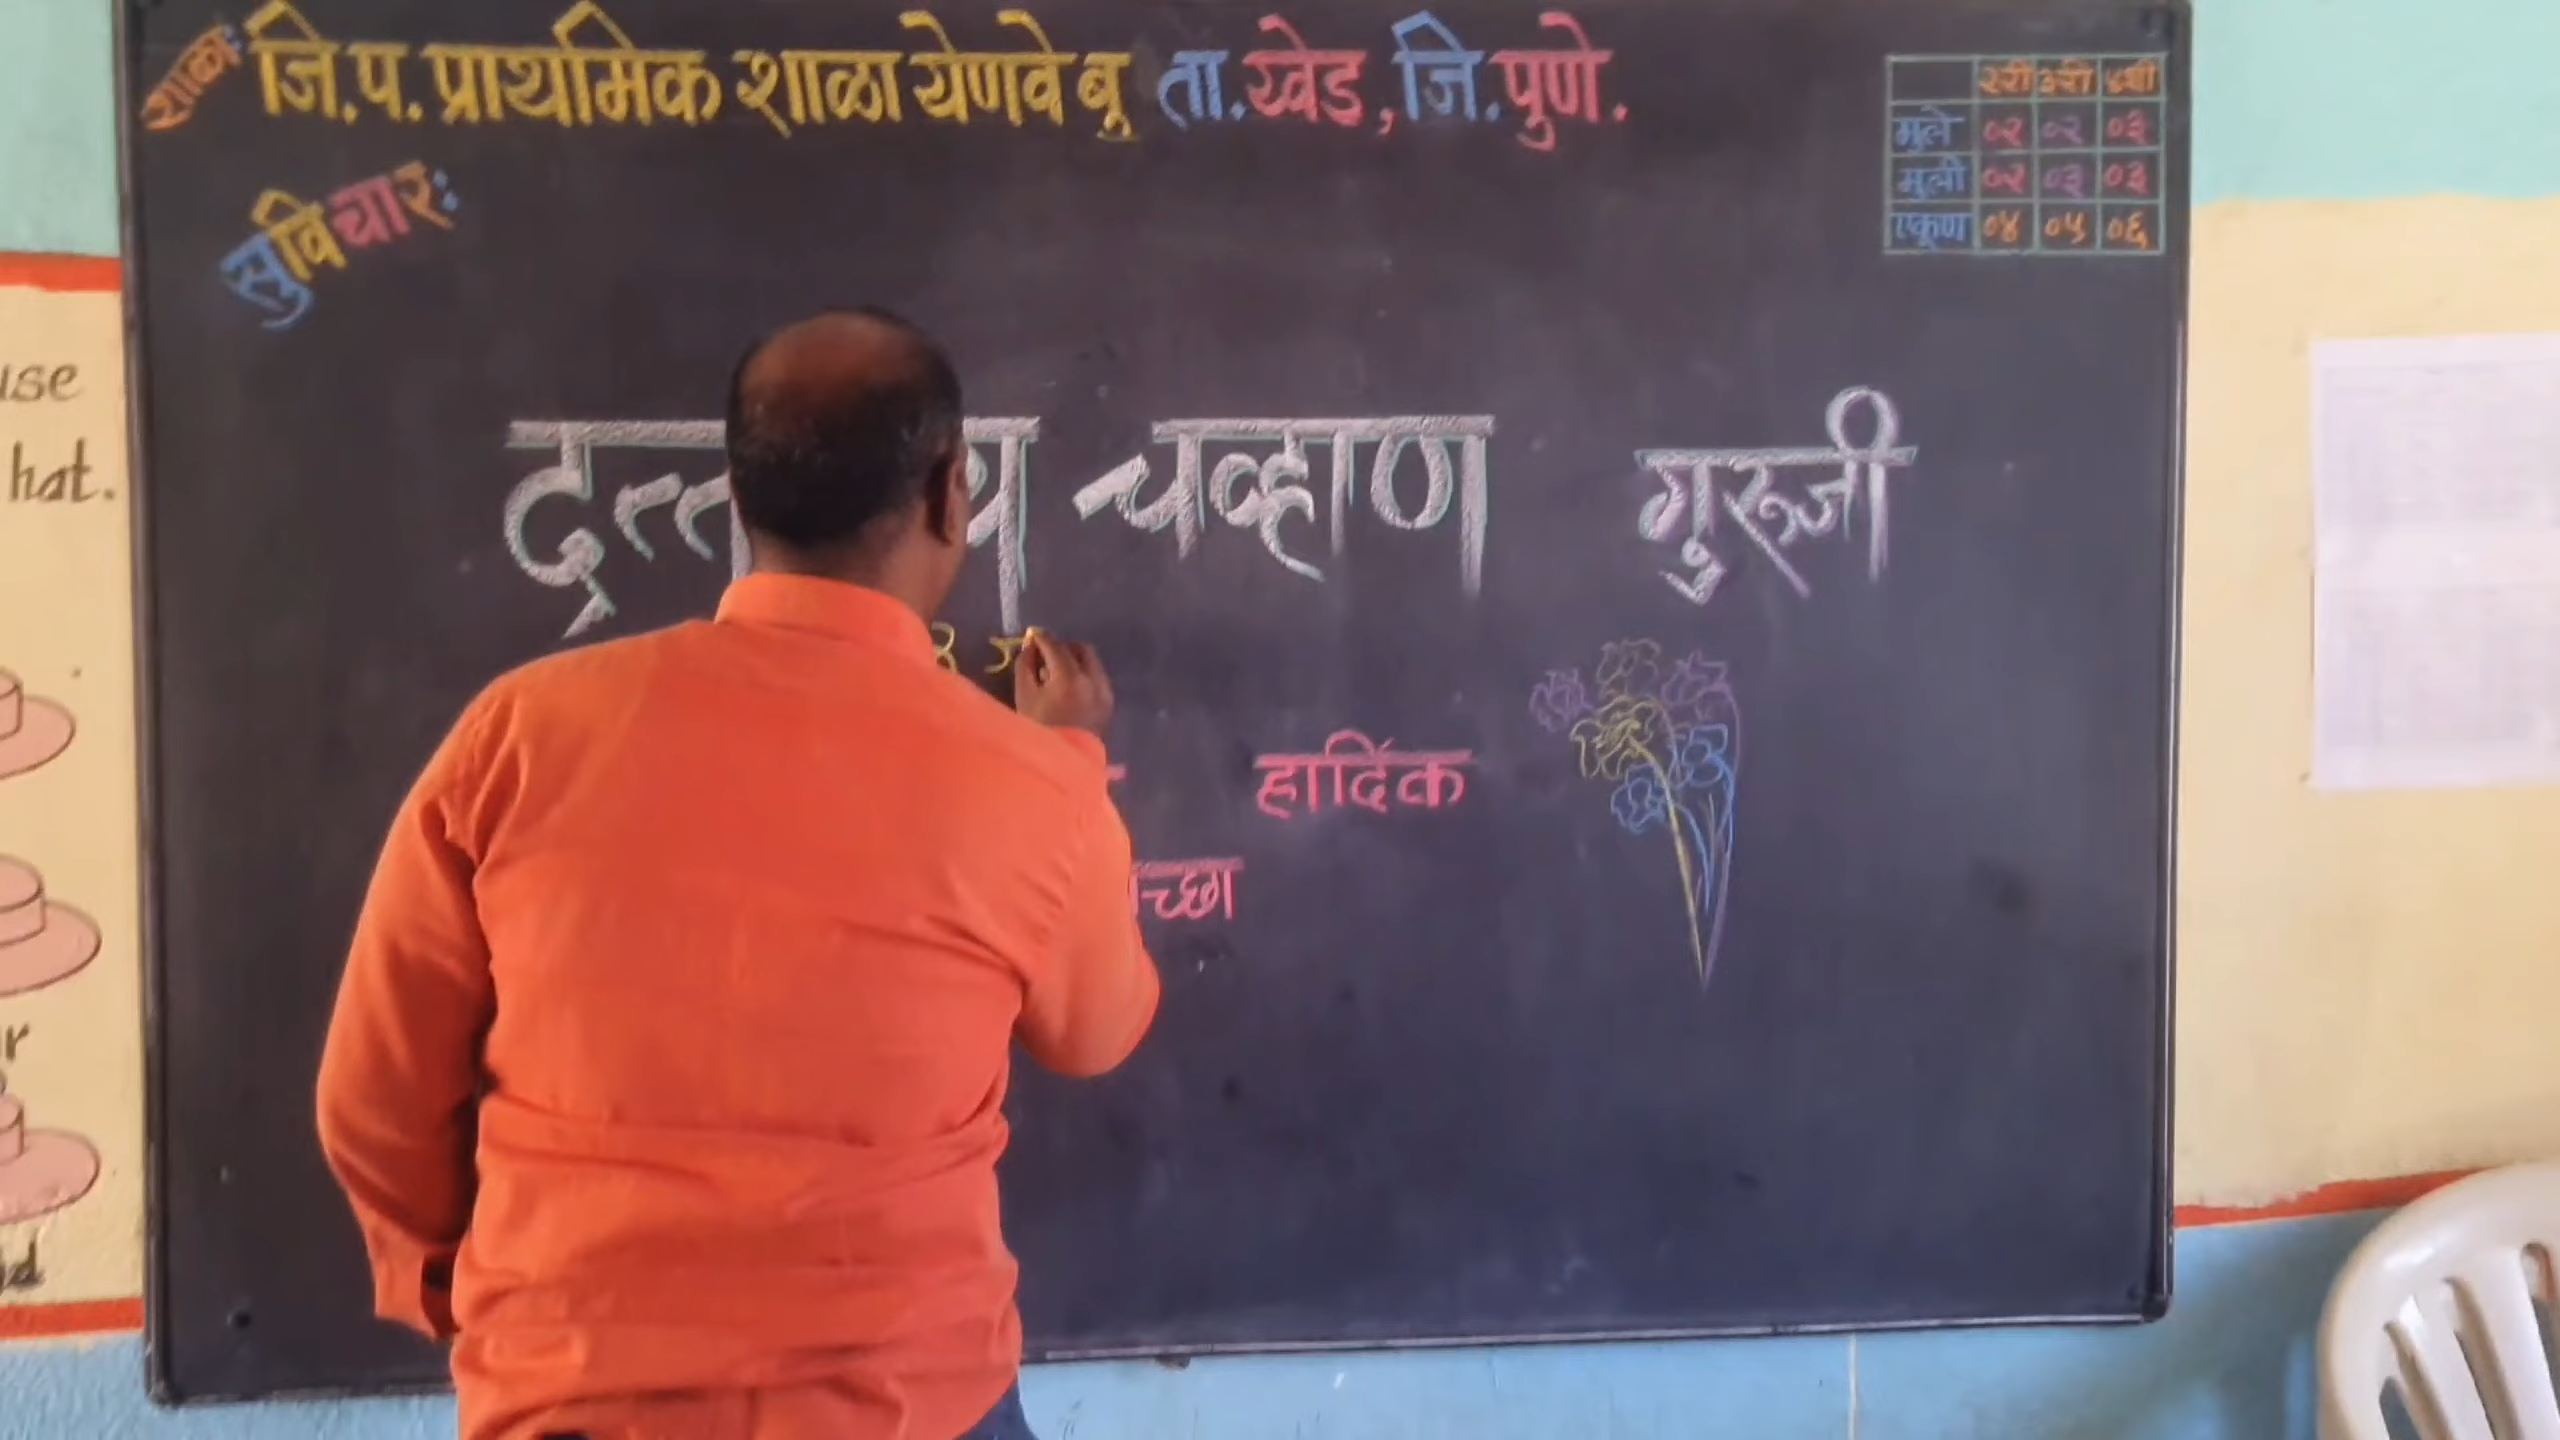 शाळा: जि.प. प्राथमिक शाळा येणवे बु ता. खेड, जि. पुणे.
सुविचार:
२री ३री ४थी
मुले ०२ ०२ ०३
मुली ०२ ०३ ०३
एकूण ०४ ०५ ०६
चव्हाण गुरुजी
हार्दिक
use
hat.